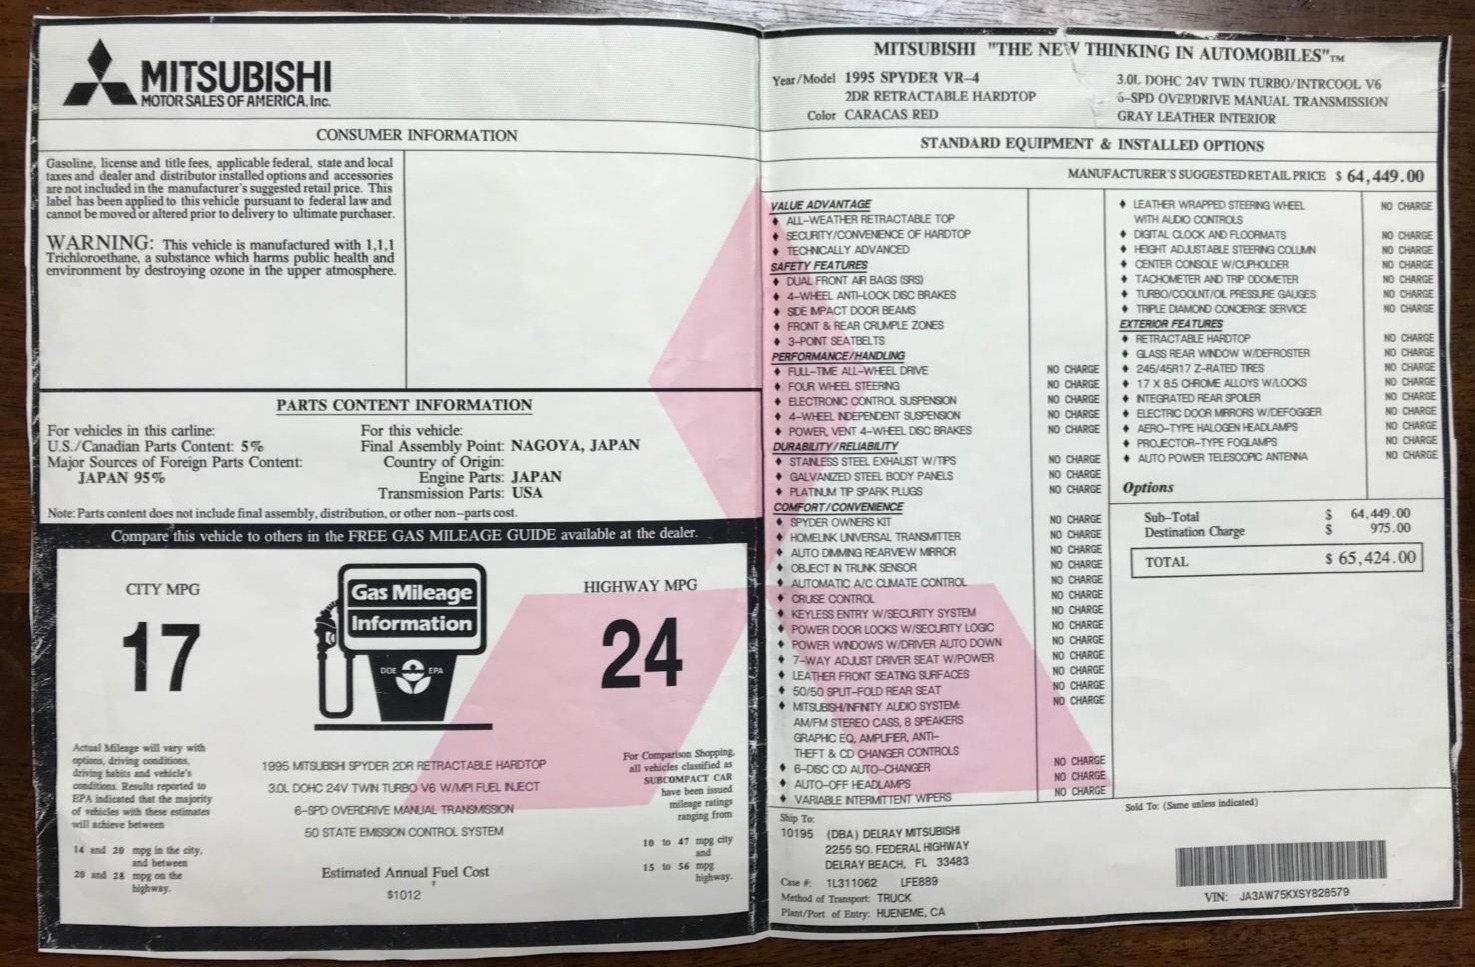 MITSUBISHI
MOTOR SALES OF AMERICA, Inc.
CONSUMER INFORMATION
Gasoline, license and title fees, applicable federal, state and local
taxes and dealer and distributor installed options and accessories
are not included in the manufacturer's suggested retail price. This
label has been applied to this vehicle pursuant to federal law and
cannot be moved or altered prior to delivery to ultimate purchaser.
WARNING: This vehicle is manufactured with 1,1,1
Trichloroethane, a substance which harms public health and
environment by destroying ozone in the upper atmosphere.
PARTS CONTENT INFORMATION
For vehicles in this carline:
U.S./Canadian Parts Content: 5%
Major Sources of Foreign Parts Content:
JAPAN 95%
For this vehicle:
Final Assembly Point: NAGOYA, JAPAN
Country of Origin:
Engine Parts: JAPAN
Transmission Parts: USA
Note: Parts content does not include final assembly, distribution, or other non-parts cost.
Compare this vehicle to others in the FREE GAS MILEAGE GUIDE available at the dealer.
CITY MPG
17
Gas Mileage
Information
DOE EPA
HIGHWAY MPG
24
Actual Mileage will vary with
options, driving conditions,
driving habits and vehicle's
conditions. Results reported to
EPA indicated that the majority
of vehicles with these estimates
will achieve between
14 and 20 mpg in the city,
and between
20 and 28 mpg on the
highway.
1995 MITSUBISHI SPYDER 2DR RETRACTABLE HARDTOP
3.0L DOHC 24V TWIN TURBO V6 W/MPI FUEL INJECT
6-SPD OVERDRIVE MANUAL TRANSMISSION
50 STATE EMISSION CONTROL SYSTEM
Estimated Annual Fuel Cost
$1012
For Comparison Shopping,
all vehicles classified as
SUBCOMPACT CAR
have been issued
mileage ratings
ranging from
10 to 47 mpg city
and
15 to 56 mpg
highway.
MITSUBISHI "THE NEW THINKING IN AUTOMOBILES"TM
Year/Model 1995 SPYDER VR-4
2DR RETRACTABLE HARDTOP
Color CARACAS RED
3.0L DOHC 24V TWIN TURBO/INTRCOOL V6
6-SPD OVERDRIVE MANUAL TRANSMISSION
GRAY LEATHER INTERIOR
STANDARD EQUIPMENT & INSTALLED OPTIONS
MANUFACTURER'S SUGGESTED RETAIL PRICE $ 64,449.00
VALUE ADVANTAGE
♦ ALL-WEATHER RETRACTABLE TOP
♦ SECURITY/CONVENIENCE OF HARDTOP
♦ TECHNICALLY ADVANCED
SAFETY FEATURES
♦ DUAL FRONT AIR BAGS (SRS)
♦ 4-WHEEL ANTI-LOCK DISC BRAKES
♦ SIDE IMPACT DOOR BEAMS
♦ FRONT & REAR CRUMPLE ZONES
♦ 3-POINT SEATBELTS
PERFORMANCE/HANDLING
♦ FULL-TIME ALL-WHEEL DRIVE NO CHARGE
♦ FOUR WHEEL STEERING NO CHARGE
♦ ELECTRONIC CONTROL SUSPENSION NO CHARGE
♦ 4-WHEEL INDEPENDENT SUSPENSION NO CHARGE
♦ POWER, VENT 4-WHEEL DISC BRAKES NO CHARGE
DURABILITY/RELIABILITY
♦ STAINLESS STEEL EXHAUST W/TIPS NO CHARGE
♦ GALVANIZED STEEL BODY PANELS NO CHARGE
♦ PLATINUM TIP SPARK PLUGS NO CHARGE
COMFORT/CONVENIENCE
♦ SPYDER OWNERS KIT NO CHARGE
♦ HOMELINK UNIVERSAL TRANSMITTER NO CHARGE
♦ AUTO DIMMING REARVIEW MIRROR NO CHARGE
♦ OBJECT IN TRUNK SENSOR NO CHARGE
♦ AUTOMATIC A/C CLIMATE CONTROL NO CHARGE
♦ CRUISE CONTROL NO CHARGE
♦ KEYLESS ENTRY W/SECURITY SYSTEM NO CHARGE
♦ POWER DOOR LOCKS W/SECURITY LOGIC NO CHARGE
♦ POWER WINDOWS W/DRIVER AUTO DOWN NO CHARGE
♦ 7-WAY ADJUST DRIVER SEAT W/POWER NO CHARGE
♦ LEATHER FRONT SEATING SURFACES NO CHARGE
♦ 50/50 SPLIT-FOLD REAR SEAT NO CHARGE
♦ MITSUBISHI/INFINITY AUDIO SYSTEM: NO CHARGE
AM/FM STEREO CASS, 8 SPEAKERS
GRAPHIC EQ, AMPLIFIER, ANTI-
THEFT & CD CHANGER CONTROLS
♦ 6-DISC CD AUTO-CHANGER NO CHARGE
♦ AUTO-OFF HEADLAMPS NO CHARGE
♦ VARIABLE INTERMITTENT WIPERS NO CHARGE
♦ LEATHER WRAPPED STEERING WHEEL NO CHARGE
WITH AUDIO CONTROLS
♦ DIGITAL CLOCK AND FLOORMATS NO CHARGE
♦ HEIGHT ADJUSTABLE STEERING COLUMN NO CHARGE
♦ CENTER CONSOLE W/CUPHOLDER NO CHARGE
♦ TACHOMETER AND TRIP ODOMETER NO CHARGE
♦ TURBO/COOLNT/OIL PRESSURE GAUGES NO CHARGE
♦ TRIPLE DIAMOND CONCIERGE SERVICE NO CHARGE
EXTERIOR FEATURES
♦ RETRACTABLE HARDTOP NO CHARGE
♦ GLASS REAR WINDOW W/DEFROSTER NO CHARGE
♦ 245/45R17 Z-RATED TIRES NO CHARGE
♦ 17 X 8.5 CHROME ALLOYS W/LOCKS NO CHARGE
♦ INTEGRATED REAR SPOILER NO CHARGE
♦ ELECTRIC DOOR MIRRORS W/DEFOGGER NO CHARGE
♦ AERO-TYPE HALOGEN HEADLAMPS NO CHARGE
♦ PROJECTOR-TYPE FOGLAMPS NO CHARGE
♦ AUTO POWER TELESCOPIC ANTENNA NO CHARGE
Options
Sub-Total $ 64,449.00
Destination Charge $ 975.00
TOTAL $ 65,424.00
Ship To:
10195 (DBA) DELRAY MITSUBISHI
2255 SO. FEDERAL HIGHWAY
DELRAY BEACH, FL 33483
Case #: 1L311062 LFE889
Method of Transport: TRUCK
Plant/Port of Entry: HUENEME, CA
Sold To: (Same unless indicated)
VIN: JA3AW75KXSY828579